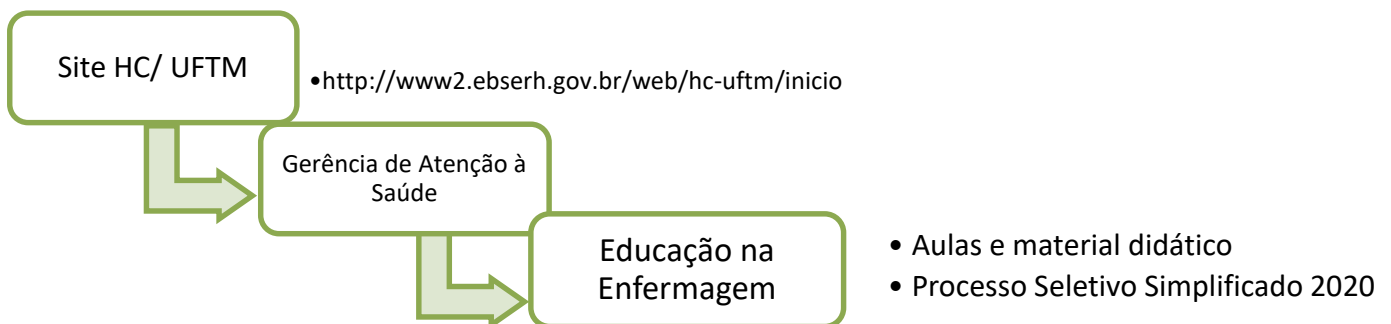 Site HC/ UFTM
•http://www2.ebserh.gov.br/web/hc-uftm/inicio
Gerência de Atenção à
Saúde
Educação na
Enfermagem
• Aulas e material didático
• Processo Seletivo Simplificado 2020